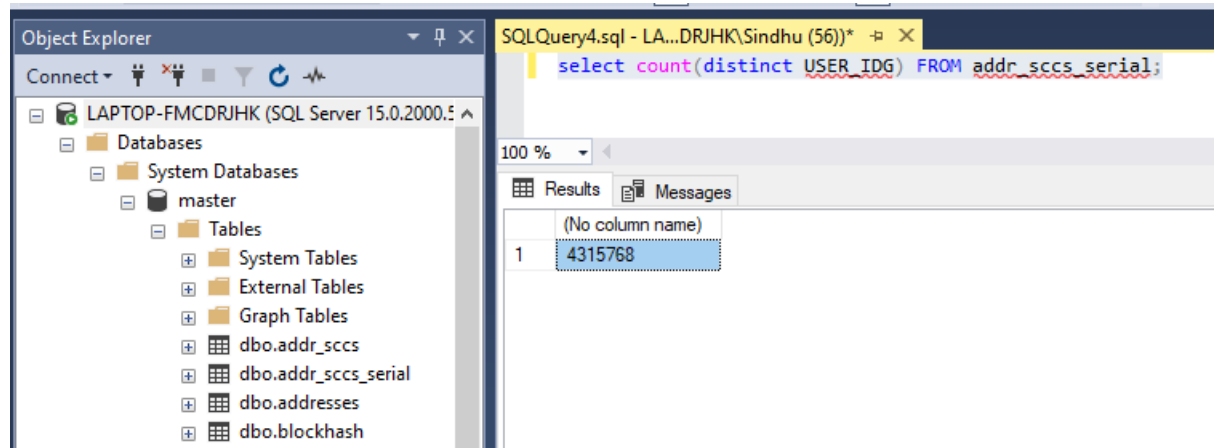 Object Explorer
Connect
LAPTOP-FMCDRJHK (SQL Server 15.0.2000.5
Databases
System Databases
master
Tables
System Tables
External Tables
Graph Tables
dbo.addr_sccs
dbo.addr_sccs_serial
dbo.addresses
dbo.blockhash
SQLQuery4.sql - LA...DRJHK\Sindhu (56))*
select count(distinct USER_IDG) FROM addr_sccs_serial;
100 %
Results Messages
(No column name)
1 4315768